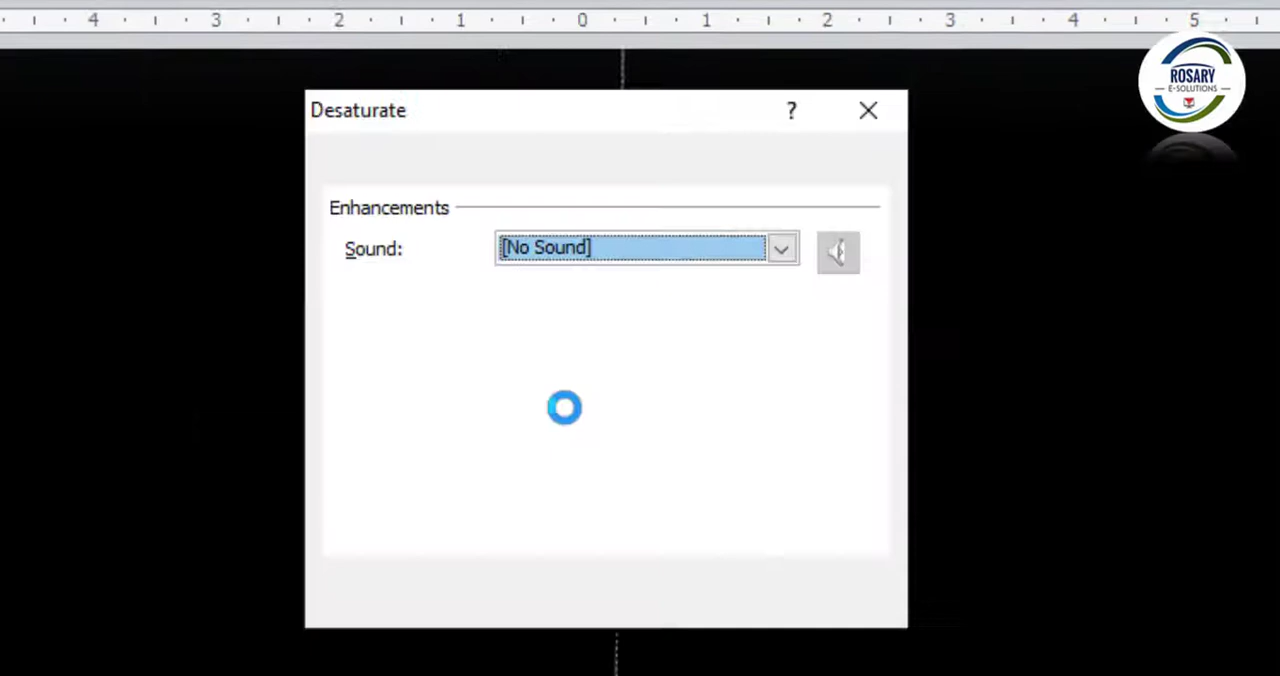 4 3 2 1 0 1 2 3 4 5
ROSARY
E-SOLUTIONS
Desaturate ?
Enhancements
Sound: [No Sound]